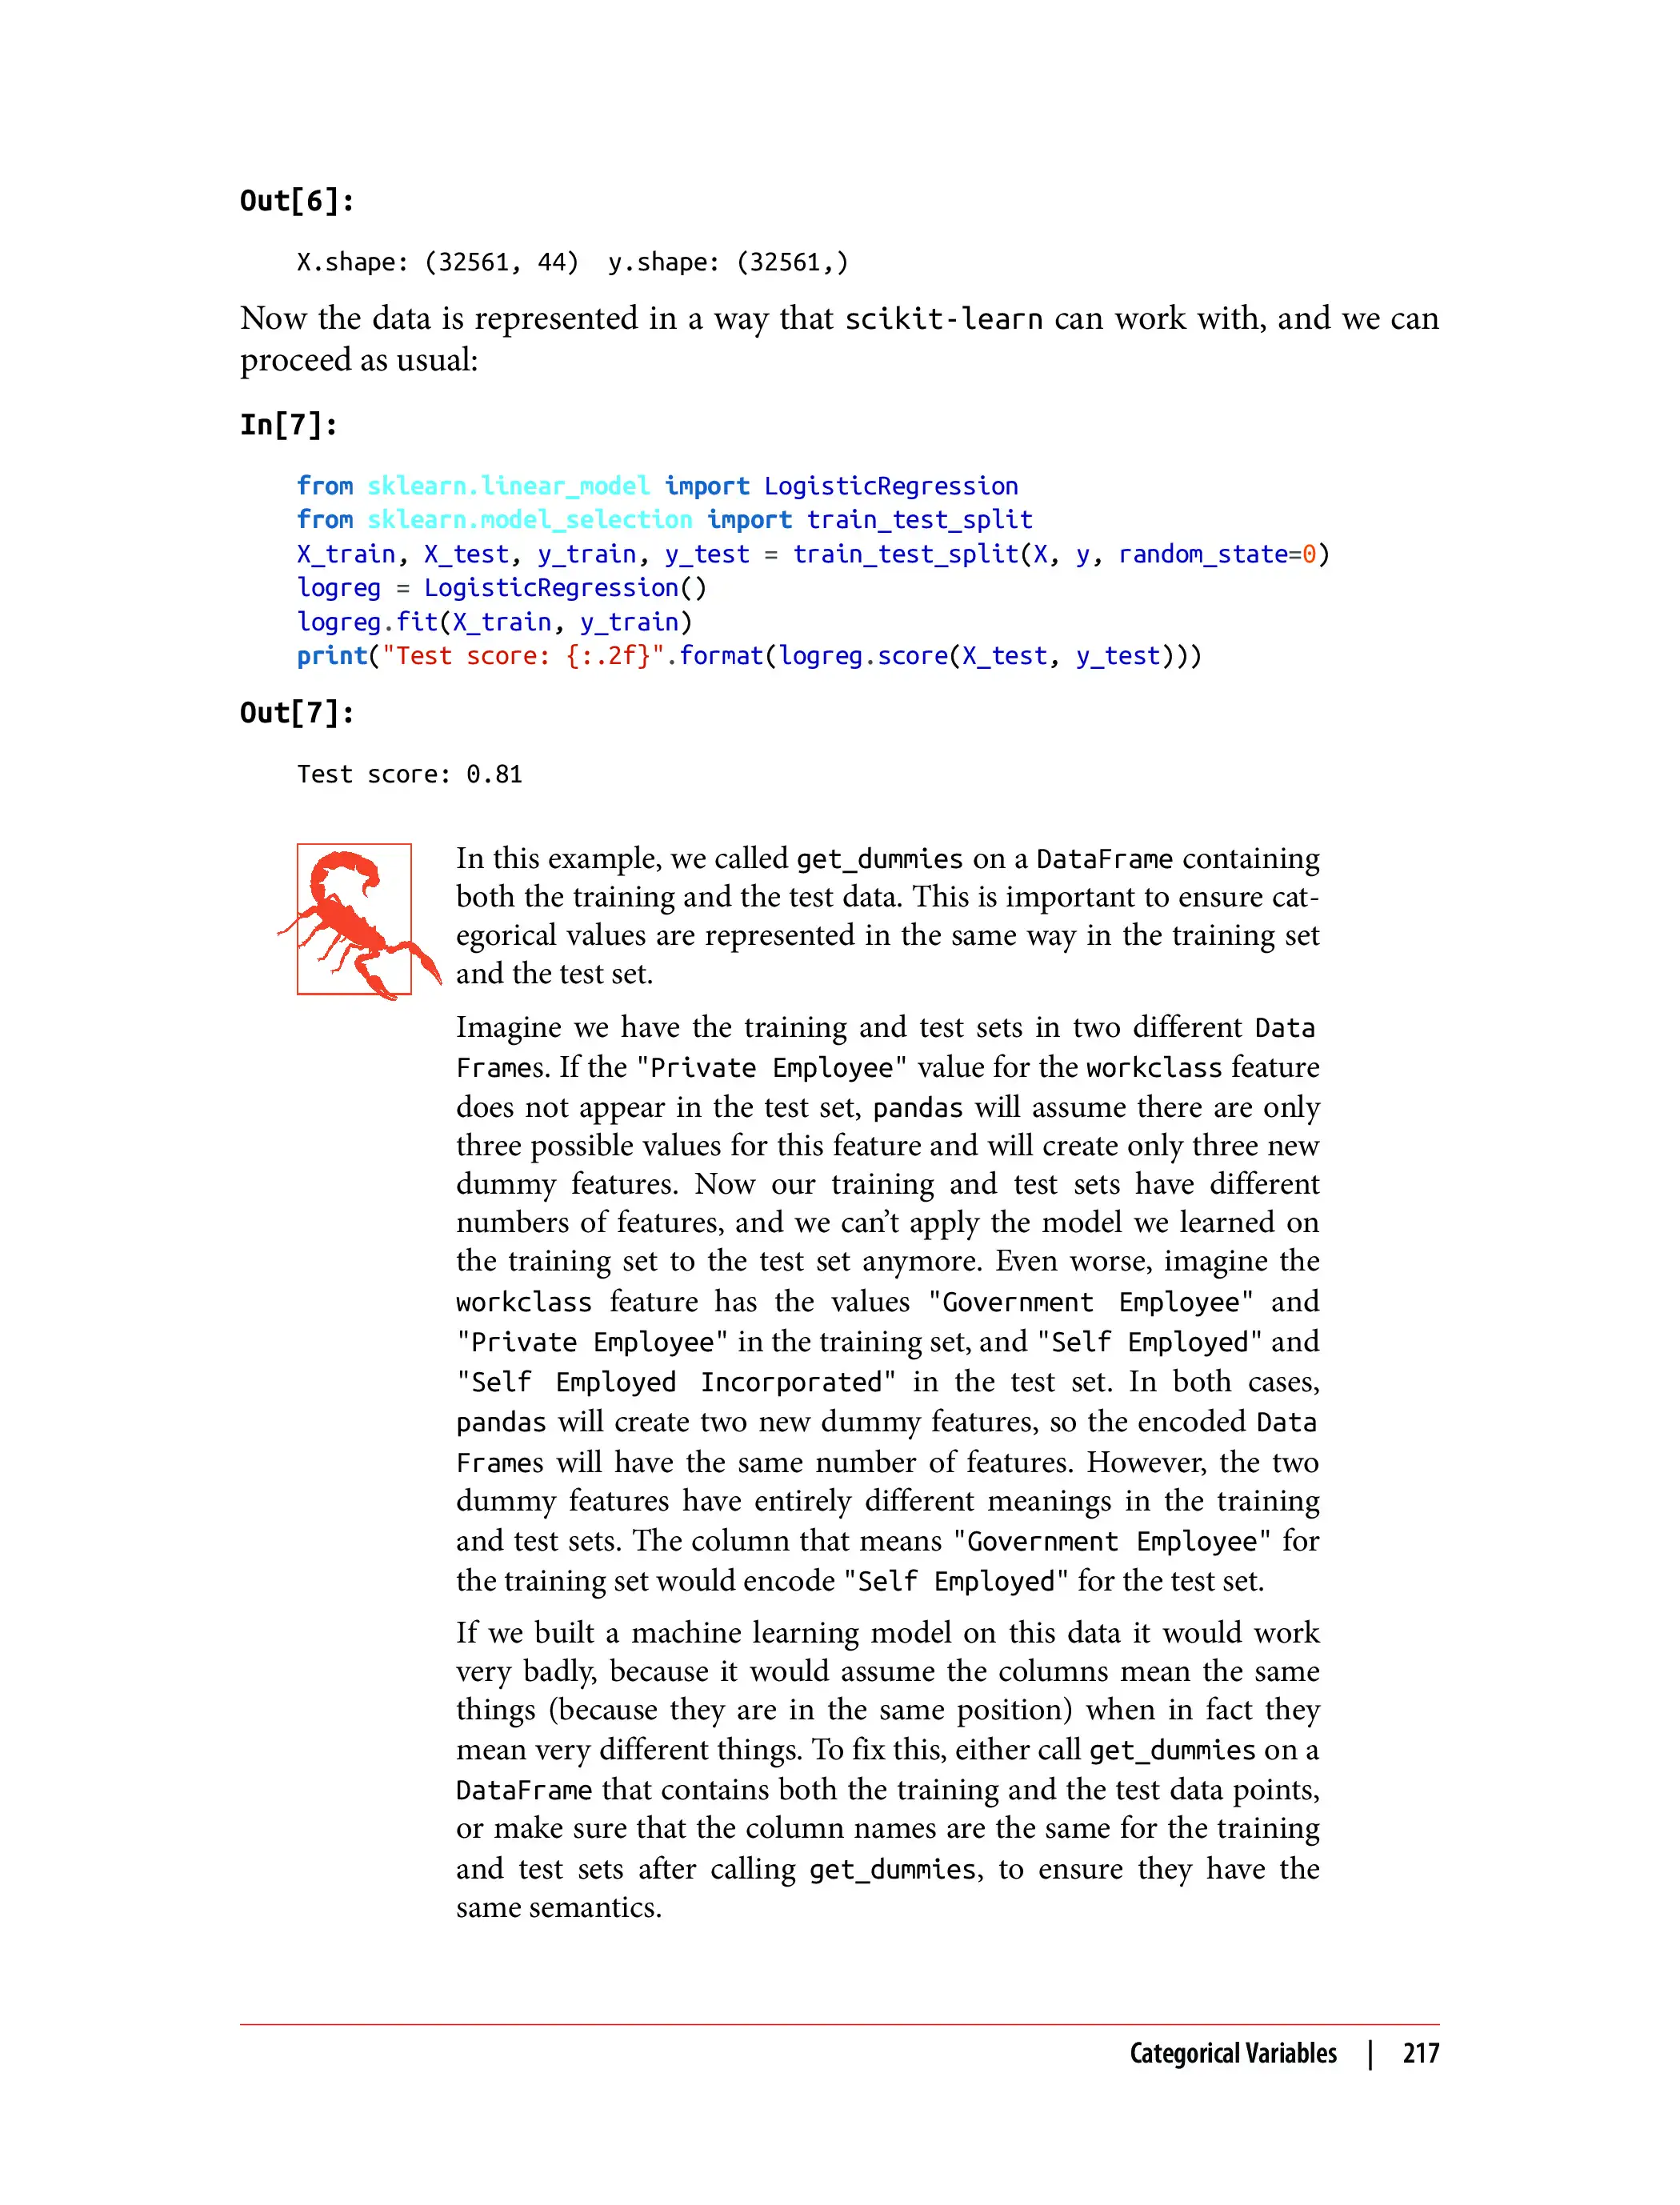 Out[6]:
X.shape: (32561, 44)  y.shape: (32561,)
Now the data is represented in a way that scikit-learn can work with, and we can
proceed as usual:
In[7]:
from sklearn.linear_model import LogisticRegression
from sklearn.model_selection import train_test_split
X_train, X_test, y_train, y_test = train_test_split(X, y, random_state=0)
logreg = LogisticRegression()
logreg.fit(X_train, y_train)
print("Test score: {:.2f}".format(logreg.score(X_test, y_test)))
Out[7]:
Test score: 0.81
In this example, we called get_dummies on a DataFrame containing
both the training and the test data. This is important to ensure cat-
egorical values are represented in the same way in the training set
and the test set.
Imagine we have the training and test sets in two different Data
Frames. If the "Private Employee" value for the workclass feature
does not appear in the test set, pandas will assume there are only
three possible values for this feature and will create only three new
dummy features. Now our training and test sets have different
numbers of features, and we can’t apply the model we learned on
the training set to the test set anymore. Even worse, imagine the
workclass feature has the values "Government Employee" and
"Private Employee" in the training set, and "Self Employed" and
"Self Employed Incorporated" in the test set. In both cases,
pandas will create two new dummy features, so the encoded Data
Frames will have the same number of features. However, the two
dummy features have entirely different meanings in the training
and test sets. The column that means "Government Employee" for
the training set would encode "Self Employed" for the test set.
If we built a machine learning model on this data it would work
very badly, because it would assume the columns mean the same
things (because they are in the same position) when in fact they
mean very different things. To fix this, either call get_dummies on a
DataFrame that contains both the training and the test data points,
or make sure that the column names are the same for the training
and test sets after calling get_dummies, to ensure they have the
same semantics.
Categorical Variables | 217